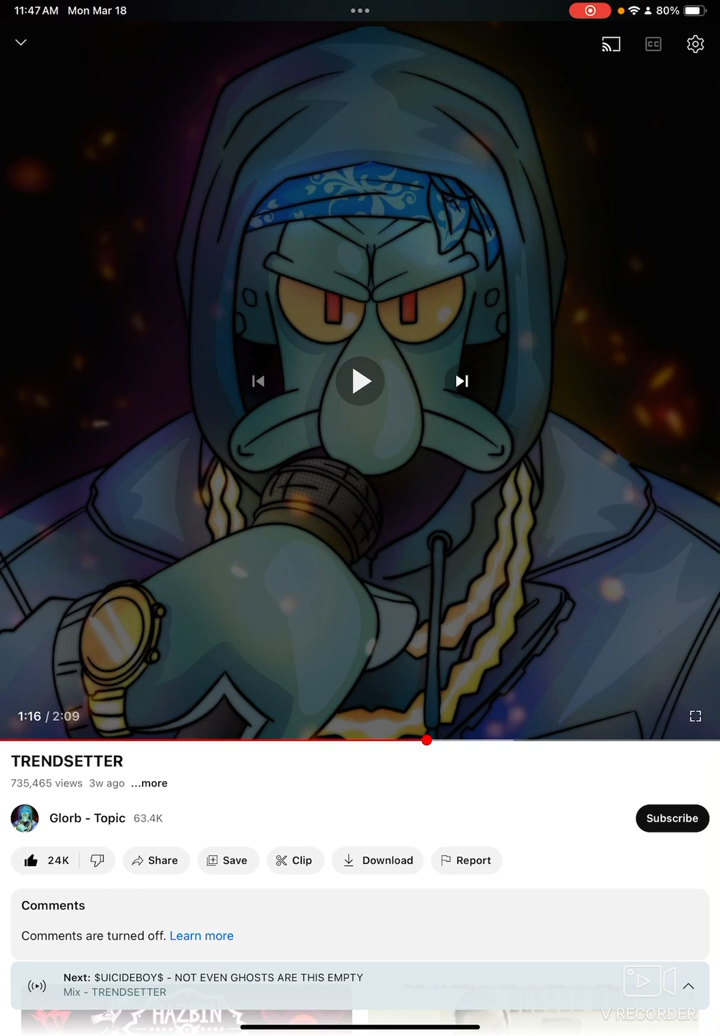 11:47 AM Mon Mar 18
80%
CC
1:16 / 2:09
TRENDSETTER
735,465 views 3w ago ...more
Glorb - Topic 63.4K
Subscribe
24K
Share
Save
Clip
Download
Report
Comments
Comments are turned off. Learn more
Next: $UICIDEBOY$ - NOT EVEN GHOSTS ARE THIS EMPTY
Mix - TRENDSETTER
V RECORDER
HAZBIN